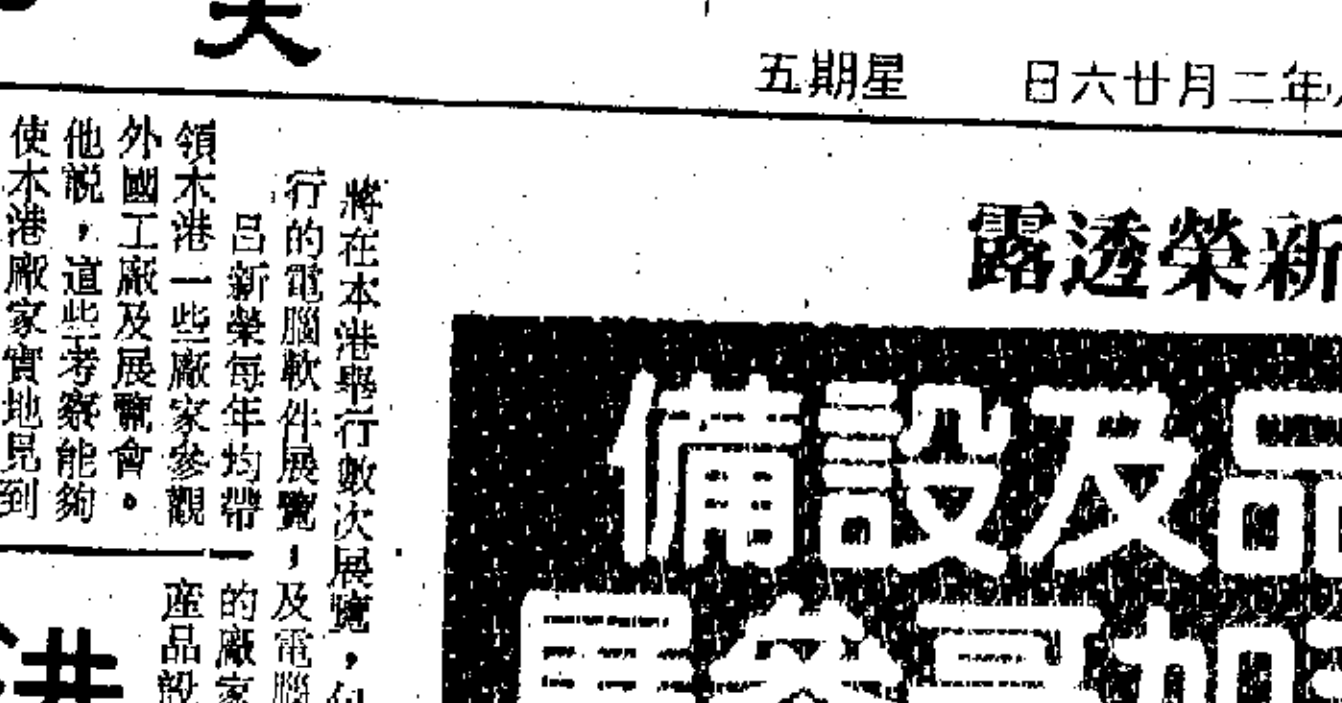 年二月廿六日 星期五
新榮透露
品及設備
將在本港舉行數次展覽，
行的電腦軟件展覽，及電腦
呂新榮每年均帶
的廠家
領本港一些廠家參觀
產品設
外國工廠及展覽會。
他說，這些考察能夠
使本港廠家實地見到
港